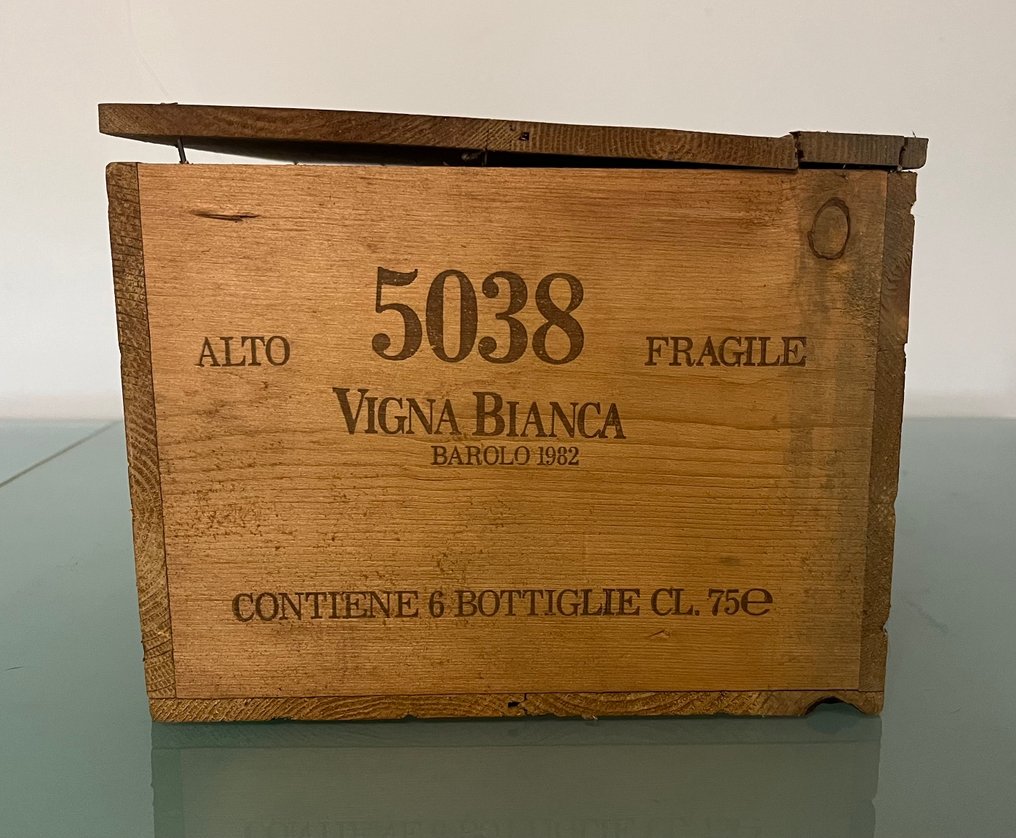 5038
ALTO FRAGILE
VIGNA BIANCA
BAROLO 1982
CONTIENE 6 BOTTIGLIE CL. 75℮